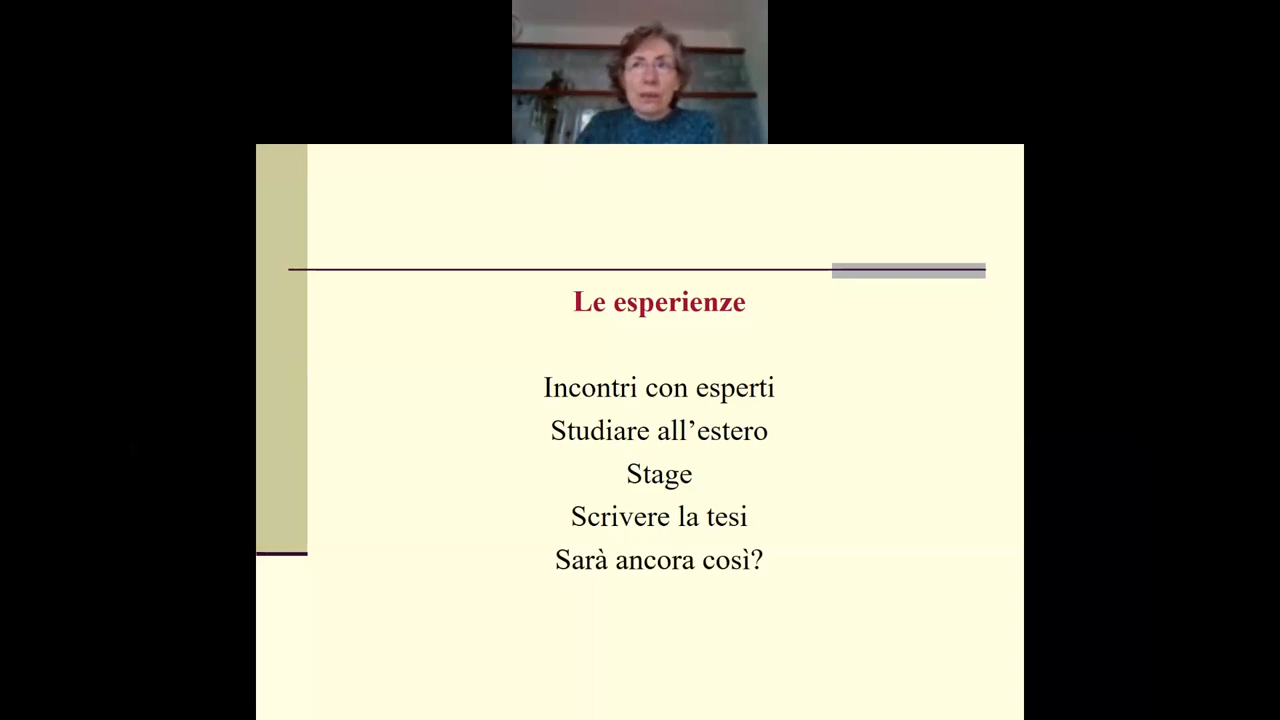 Le esperienze
Incontri con esperti
Studiare all’estero
Stage
Scrivere la tesi
Sarà ancora così?